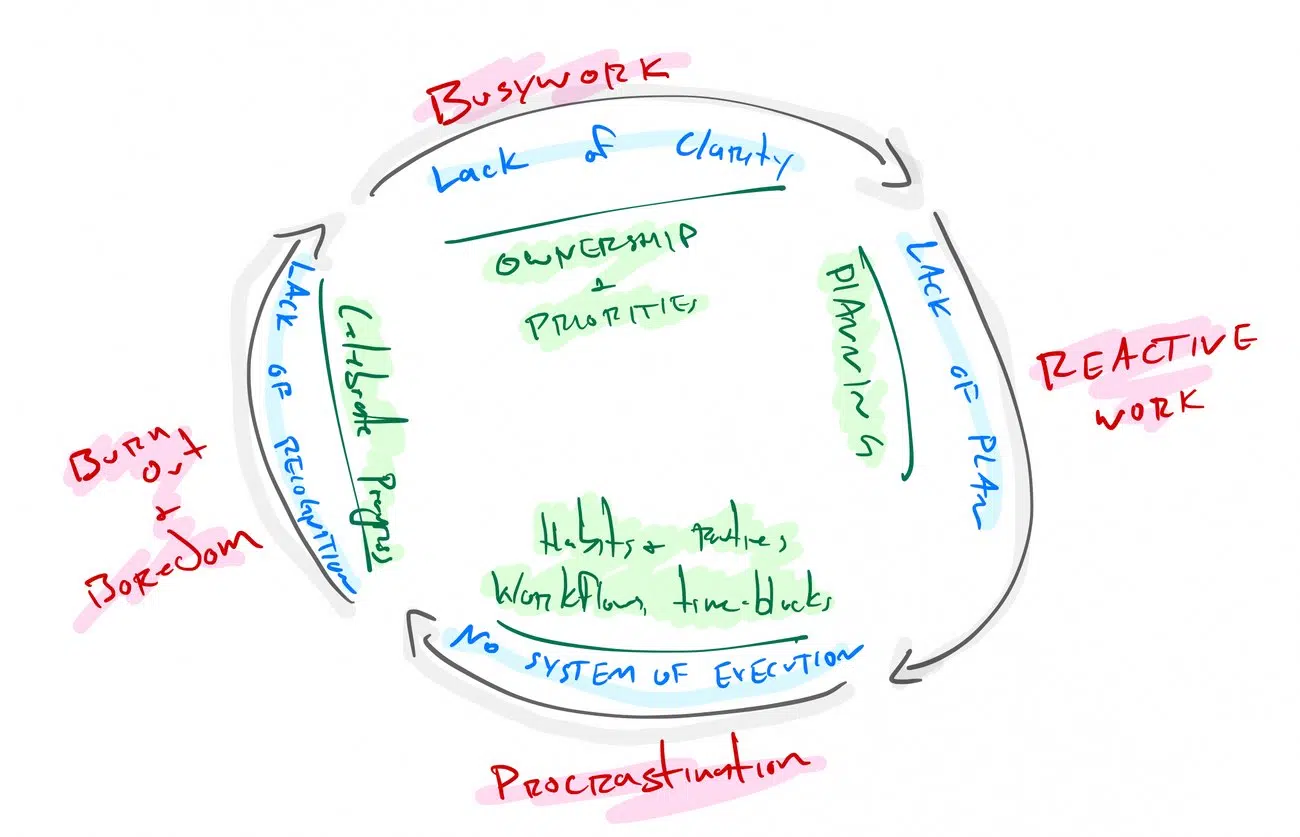 BUSYWORK
Lack of Clarity
OWNERSHIP
+
PRIORITIES
PLANNING
LACK OF PLAN
REACTIVE
WORK
Habits + Routines
Workflows, time-blocks
NO SYSTEM OF EXECUTION
PROCRASTINATION
LACK OF RECOGNITION
Celebrate Progress
BURN
OUT
+
BOREDOM